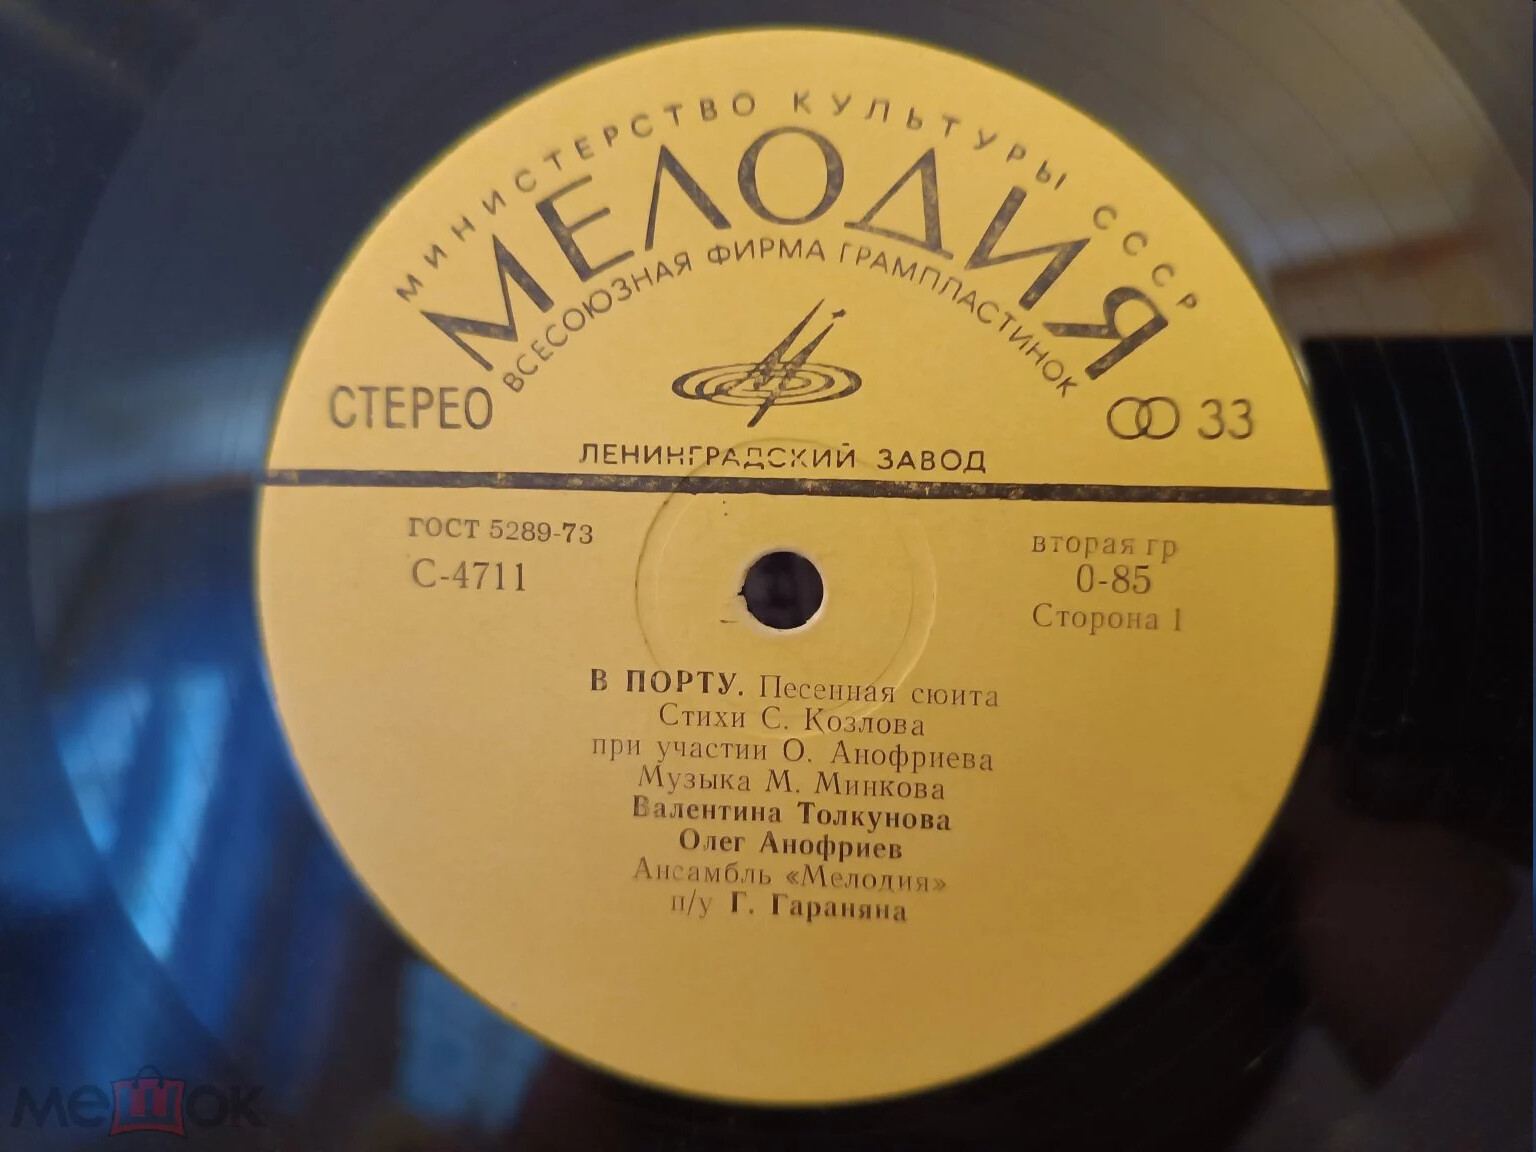 МИНИСТЕРСТВО КУЛЬТУРЫ СССР
МЕЛОДИЯ
ВСЕСОЮЗНАЯ ФИРМА ГРАМПЛАСТИНОК
СТЕРЕО
33
ЛЕНИНГРАДСКИЙ ЗАВОД
ГОСТ 5289-73
С-4711
вторая гр
0-85
Сторона 1
В ПОРТУ. Песенная сюита
Стихи С. Козлова
при участии О. Анофриева
Музыка М. Минкова
Валентина Толкунова
Олег Анофриев
Ансамбль «Мелодия»
п/у Г. Гараняна
мешок